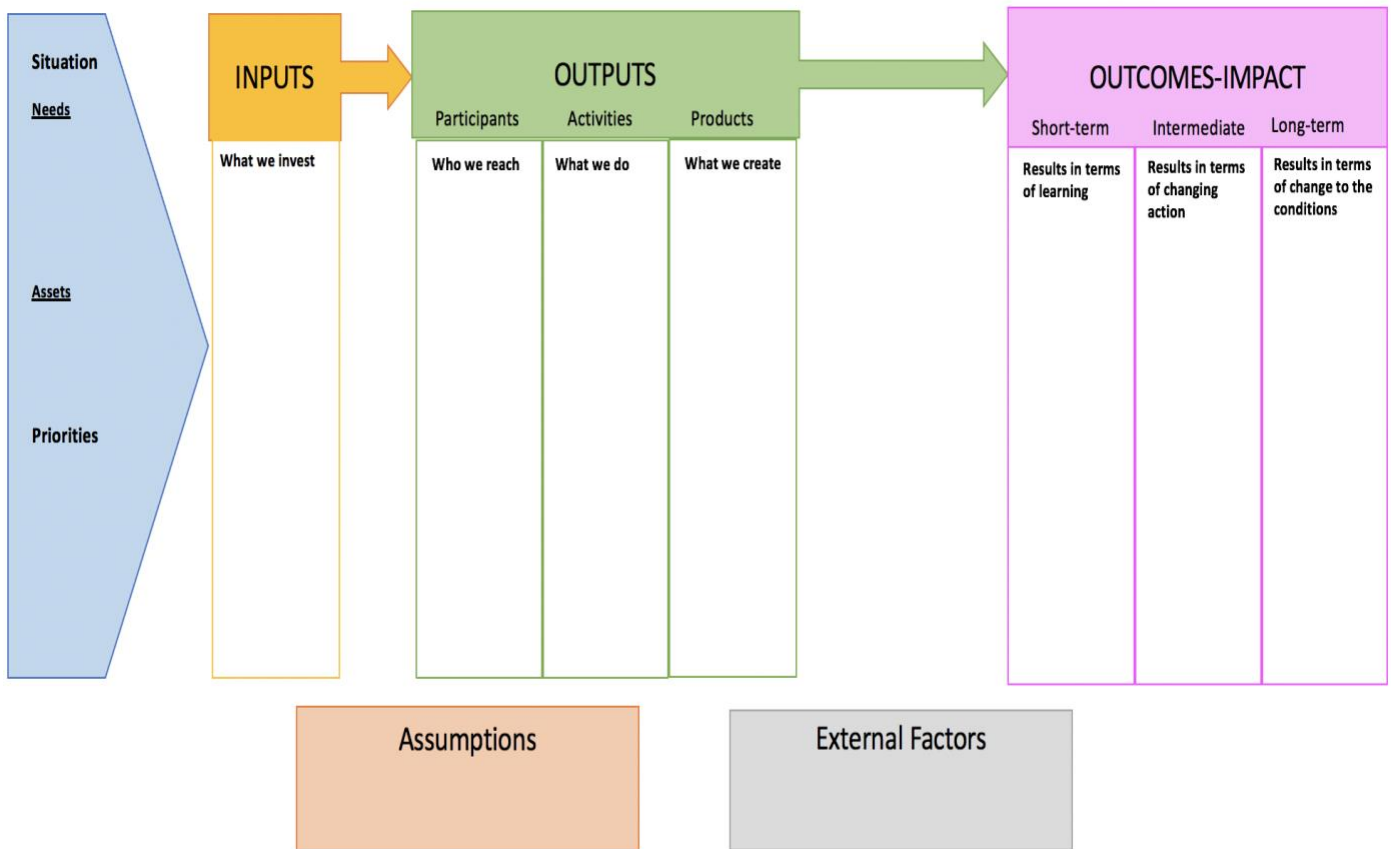 Situation
Needs
Assets
Priorities
INPUTS
What we invest
OUTPUTS
Participants Activities Products
Who we reach What we do What we create
OUTCOMES-IMPACT
Short-term Intermediate Long-term
Results in terms
of learning
Results in terms
of changing
action
Results in terms
of change to the
conditions
Assumptions
External Factors